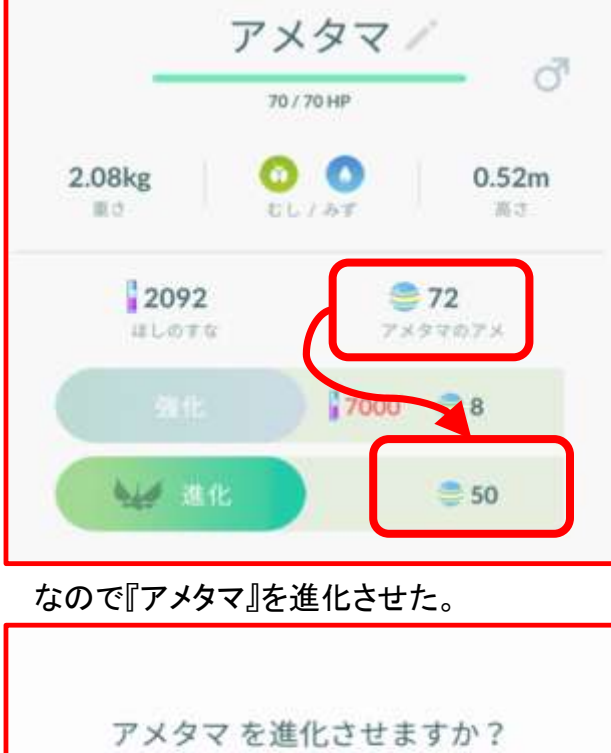 アメタマ
70 / 70 HP
2.08kg
むし / みず
0.52m
重さ
高さ
2092
72
ほしのすな
アメタマのアメ
強化
7000
8
進化
50
なので『アメタマ』を進化させた。
アメタマ を進化させますか？